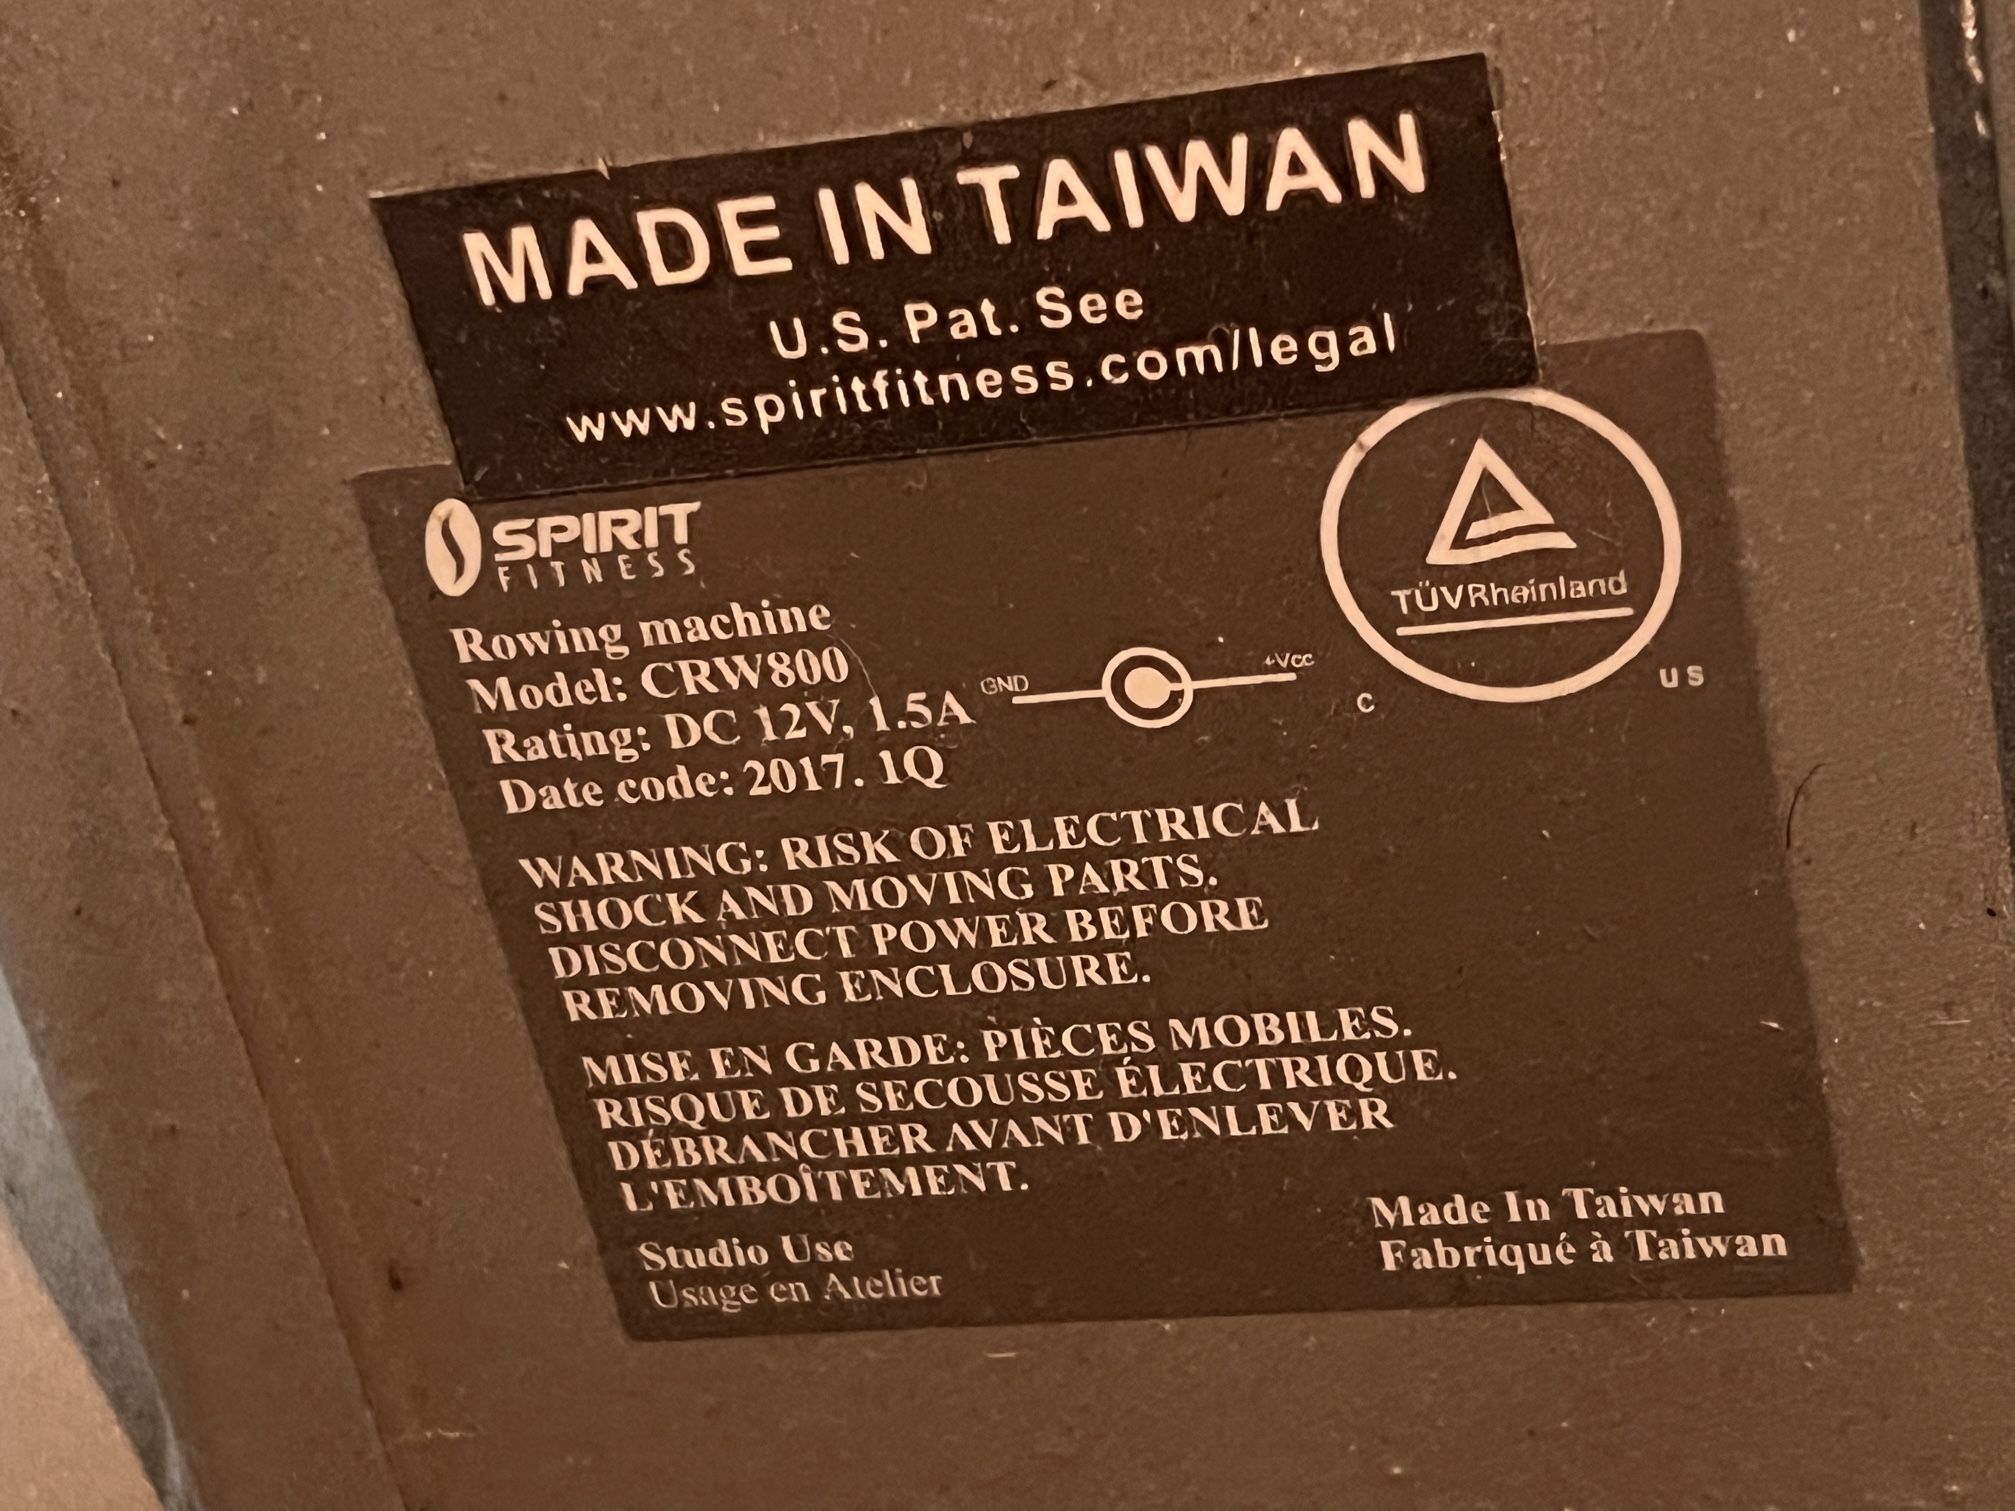 MADE IN TAIWAN
U.S. Pat. See
www.spiritfitness.com/legal
SPIRIT
FITNESS
TÜVRheinland
C US
Rowing machine
Model: CRW800
Rating: DC 12V, 1.5A GND +Vcc
Date code: 2017. 1Q
WARNING: RISK OF ELECTRICAL
SHOCK AND MOVING PARTS.
DISCONNECT POWER BEFORE
REMOVING ENCLOSURE.
MISE EN GARDE: PIÈCES MOBILES.
RISQUE DE SECOUSSE ÉLECTRIQUE.
DÉBRANCHER AVANT D'ENLEVER
L'EMBOÎTEMENT.
Studio Use
Usage en Atelier
Made In Taiwan
Fabriqué à Taiwan